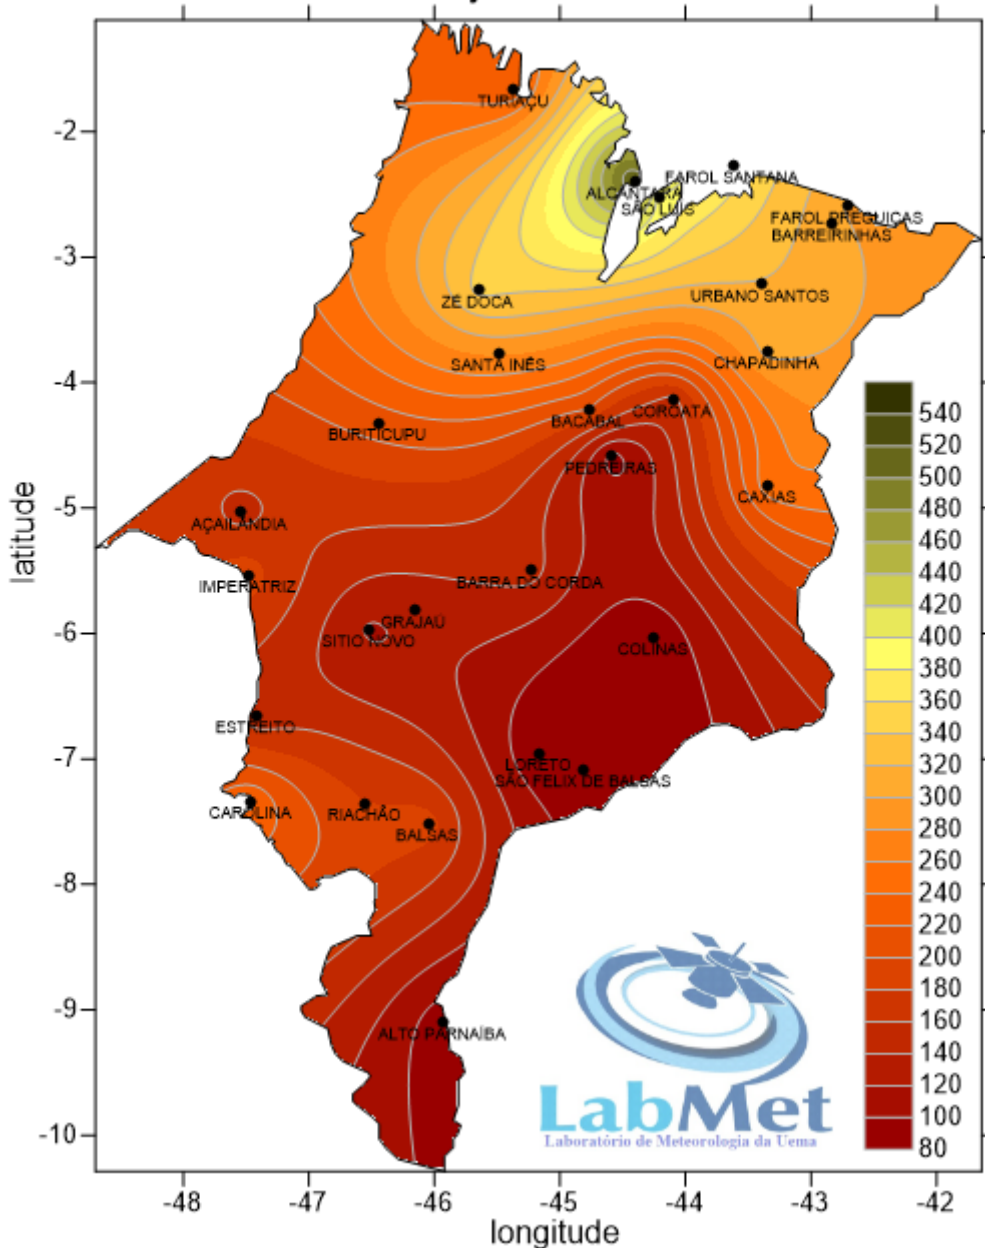 -2
-3
-4
-5
-6
-7
-8
-9
-10
latitude
-48
-47
-46
-45
-44
-43
-42
longitude
TURIAÇU
FAROL SANTANA
ALCANTARA
SÃO LUIS
FAROL PREGUIÇAS
BARREIRINHAS
ZÉ DOCA
URBANO SANTOS
SANTA INÊS
CHAPADINHA
BACABAL
COROATÁ
BURITICUPU
PEDREIRAS
CAXIAS
AÇAILANDIA
IMPERATRIZ
BARRA DO CORDA
GRAJAÚ
SITIO NOVO
COLINAS
ESTREITO
LORETO
SÃO FELIX DE BALSAS
CAROLINA
RIACHÃO
BALSAS
ALTO PARNAÍBA
540
520
500
480
460
440
420
400
380
360
340
320
300
280
260
240
220
200
180
160
140
120
100
80
LabMet
Laboratório de Meteorologia da Uema